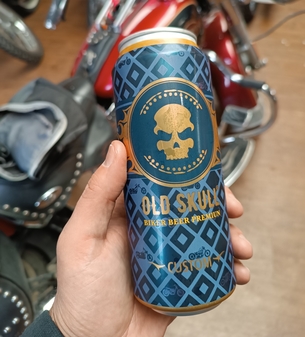 OLD SKULL
BIKER BEER PREMIUM
CUSTOM